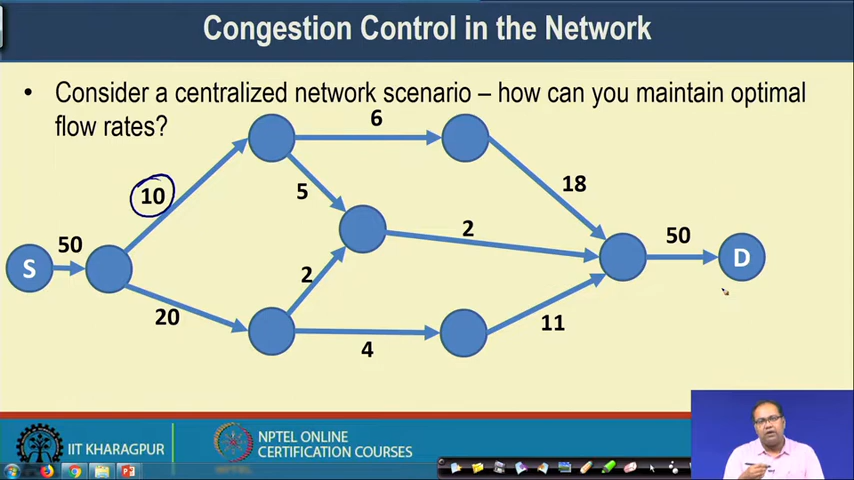 Congestion Control in the Network
• Consider a centralized network scenario – how can you maintain optimal
flow rates?
6
10
5
18
50
S
2
50
D
2
20
4
11
IIT KHARAGPUR
NPTEL ONLINE
CERTIFICATION COURSES